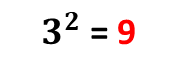 3² = 9